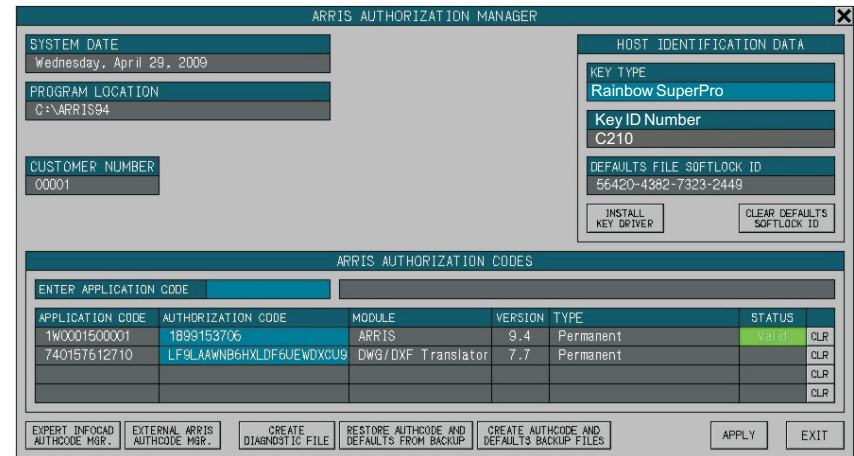 ARRIS AUTHORIZATION MANAGER
SYSTEM DATE
Wednesday, April 29, 2009
PROGRAM LOCATION
C:\ARRIS94
CUSTOMER NUMBER
00001
HOST IDENTIFICATION DATA
KEY TYPE
Rainbow SuperPro
Key ID Number
C210
DEFAULTS FILE SOFTLOCK ID
56420-4382-7323-2449
INSTALL
KEY DRIVER
CLEAR DEFAULTS
SOFTLOCK ID
ARRIS AUTHORIZATION CODES
ENTER APPLICATION CODE
APPLICATION CODE AUTHORIZATION CODE MODULE VERSION TYPE STATUS
1W0001500001 1899153706 ARRIS 9.4 Permanent Valid CLR
740157612710 LF9LAAWNB6HXLDF6UEWDXCU9 DWG/DXF Translator 7.7 Permanent CLR
CLR
CLR
EXPERT INFOCAD
AUTHCODE MGR.
EXTERNAL ARRIS
AUTHCODE MGR.
CREATE
DIAGNOSTIC FILE
RESTORE AUTHCODE AND
DEFAULTS FROM BACKUP
CREATE AUTHCODE AND
DEFAULTS BACKUP FILES
APPLY
EXIT